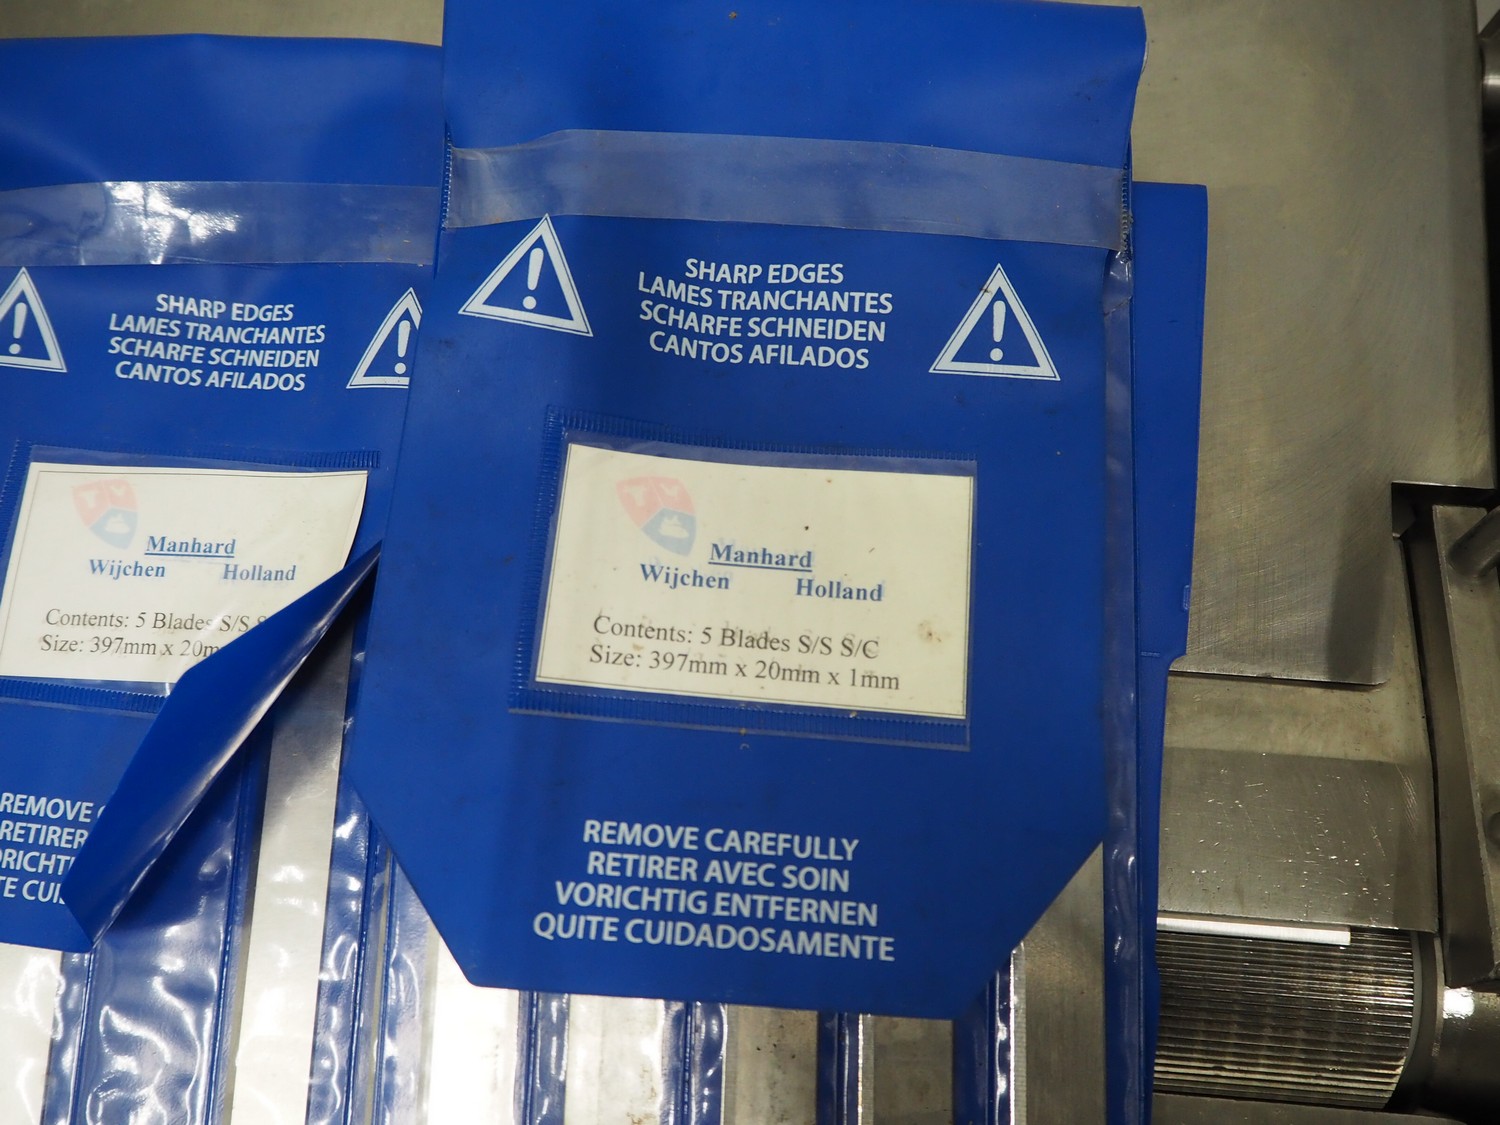 SHARP EDGES
LAMES TRANCHANTES
SCHARFE SCHNEIDEN
CANTOS AFILADOS
Manhard
Wijchen Holland
Contents: 5 Blades S/S
Size: 397mm x 20m
REMOVE
RETIRER
SHARP EDGES
LAMES TRANCHANTES
SCHARFE SCHNEIDEN
CANTOS AFILADOS
Manhard
Wijchen Holland
Contents: 5 Blades S/S S/C
Size: 397mm x 20mm x 1mm
REMOVE CAREFULLY
RETIRER AVEC SOIN
VORICHTIG ENTFERNEN
QUITE CUIDADOSAMENTE